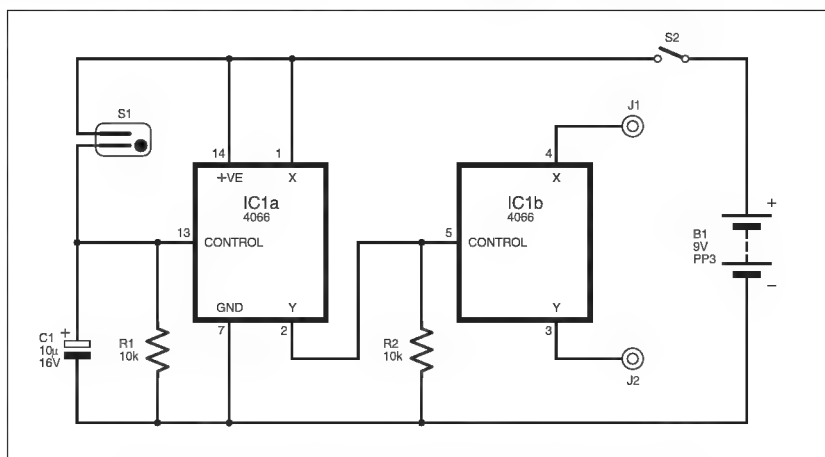 S2
S1
J1
14
1
4
+VE
X
X
IC1a
4066
IC1b
4066
+
B1
9V
PP3
−
13
CONTROL
5
CONTROL
GND
Y
Y
7
2
3
+
C1
10μ
16V
R1
10k
R2
10k
J2